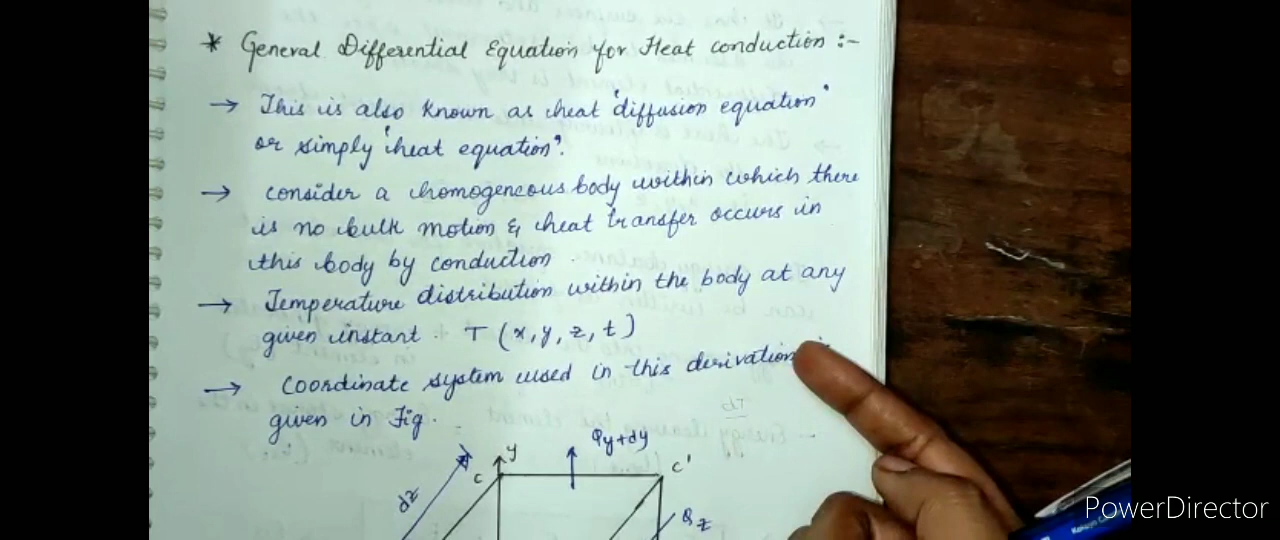 * General Differential Equation for Heat conduction :-
→ This is also known as heat 'diffusion equation'
or simply 'heat equation'.
→ consider a homogeneous body within which there
is no bulk motion & heat transfer occurs in
this body by conduction.
→ Temperature distribution within the body at any
given instant. T (x, y, z, t)
→ Coordinate system used in this derivation
given in Fig.
y
Qy+dy
c
c'
dz
Qz
PowerDirector